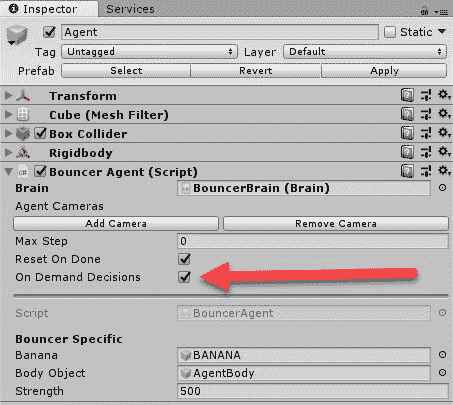 Inspector
Services
Agent
Static
Tag Untagged Layer Default
Prefab Select Revert Apply
Transform
Cube (Mesh Filter)
Box Collider
Rigidbody
Bouncer Agent (Script)
Brain BouncerBrain (Brain)
Agent Cameras
Add Camera Remove Camera
Max Step 0
Reset On Done
On Demand Decisions
Script BouncerAgent
Bouncer Specific
Banana BANANA
Body Object AgentBody
Strength 500